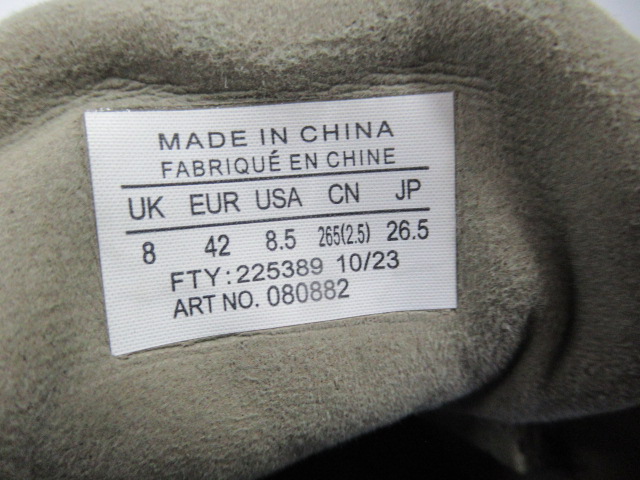 MADE IN CHINA
FABRIQUÉ EN CHINE
UK EUR USA CN JP
8 42 8.5 265(2.5) 26.5
FTY: 225389 10/23
ART NO. 080882